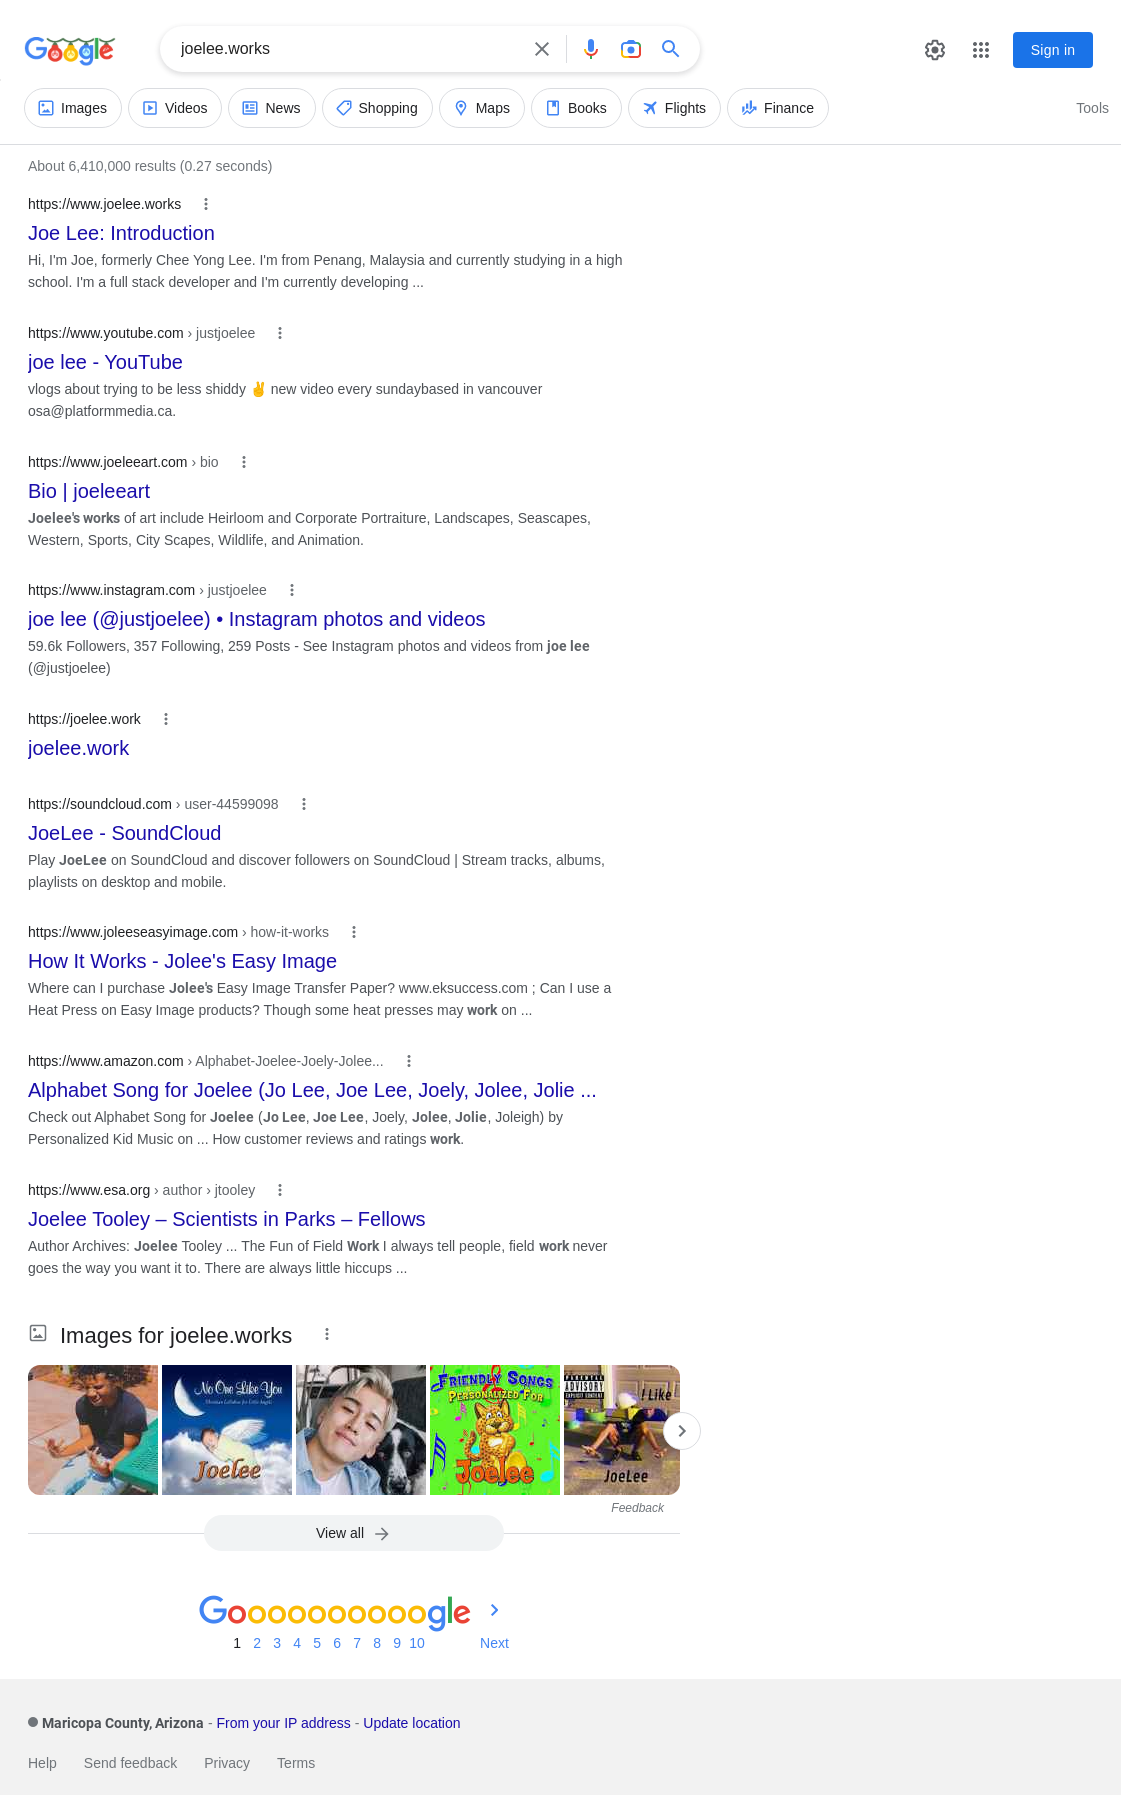 Google
joelee.works
Sign in
Images Videos News Shopping Maps Books Flights Finance Tools
About 6,410,000 results (0.27 seconds)
https://www.joelee.works
Joe Lee: Introduction
Hi, I'm Joe, formerly Chee Yong Lee. I'm from Penang, Malaysia and currently studying in a high
school. I'm a full stack developer and I'm currently developing ...
https://www.youtube.com › justjoelee
joe lee - YouTube
vlogs about trying to be less shiddy ✌ new video every sundaybased in vancouver
osa@platformmedia.ca.
https://www.joeleeart.com › bio
Bio | joeleeart
Joelee's works of art include Heirloom and Corporate Portraiture, Landscapes, Seascapes,
Western, Sports, City Scapes, Wildlife, and Animation.
https://www.instagram.com › justjoelee
joe lee (@justjoelee) • Instagram photos and videos
59.6k Followers, 357 Following, 259 Posts - See Instagram photos and videos from joe lee
(@justjoelee)
https://joelee.work
joelee.work
https://soundcloud.com › user-44599098
JoeLee - SoundCloud
Play JoeLee on SoundCloud and discover followers on SoundCloud | Stream tracks, albums,
playlists on desktop and mobile.
https://www.joleeseasyimage.com › how-it-works
How It Works - Jolee's Easy Image
Where can I purchase Jolee's Easy Image Transfer Paper? www.eksuccess.com ; Can I use a
Heat Press on Easy Image products? Though some heat presses may work on ...
https://www.amazon.com › Alphabet-Joelee-Joely-Jolee...
Alphabet Song for Joelee (Jo Lee, Joe Lee, Joely, Jolee, Jolie ...
Check out Alphabet Song for Joelee (Jo Lee, Joe Lee, Joely, Jolee, Jolie, Joleigh) by
Personalized Kid Music on ... How customer reviews and ratings work.
https://www.esa.org › author › jtooley
Joelee Tooley – Scientists in Parks – Fellows
Author Archives: Joelee Tooley ... The Fun of Field Work I always tell people, field work never
goes the way you want it to. There are always little hiccups ...
Images for joelee.works
No One Like You
Joelee
FRIENDLY SONGS
PERSONALIZED FOR
Joelee
PARENTAL
ADVISORY
EXPLICIT CONTENT
I Like
JoeLee
Feedback
View all
Goooooooooogle
1 2 3 4 5 6 7 8 9 10 Next
Maricopa County, Arizona - From your IP address - Update location
Help Send feedback Privacy Terms